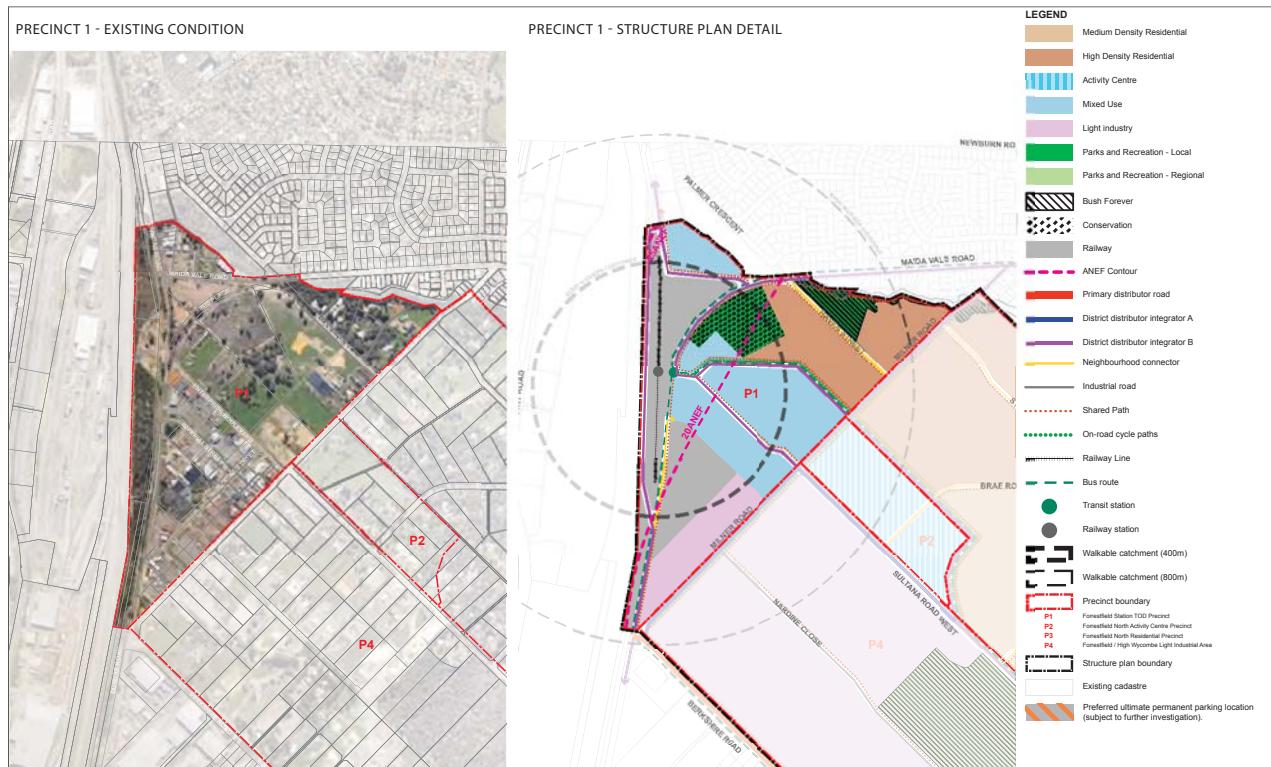 PRECINCT 1 - EXISTING CONDITION
MAIDA VALE ROAD
P1
P2
P4
PRECINCT 1 - STRUCTURE PLAN DETAIL
NEWBURN RO
PALMER CRESCENT
MAIDA VALE ROAD
ROAD
P1
20ANEF
MILNER ROAD
BRAE RO
P2
SULTANA ROAD WEST
NARDINE CLOSE
P4
BERKSHIRE ROAD
LEGEND
Medium Density Residential
High Density Residential
Activity Centre
Mixed Use
Light industry
Parks and Recreation - Local
Parks and Recreation - Regional
Bush Forever
Conservation
Railway
ANEF Contour
Primary distributor road
District distributor integrator A
District distributor integrator B
Neighbourhood connector
Industrial road
Shared Path
On-road cycle paths
Railway Line
Bus route
Transit station
Railway station
Walkable catchment (400m)
Walkable catchment (800m)
Precinct boundary
P1 Forrestfield Station TOD Precinct
P2 Forrestfield North Activity Centre Precinct
P3 Forrestfield North Residential Precinct
P4 Forrestfield / High Wycombe Light Industrial Area
Structure plan boundary
Existing cadastre
Preferred ultimate permanent parking location
(subject to further investigation).